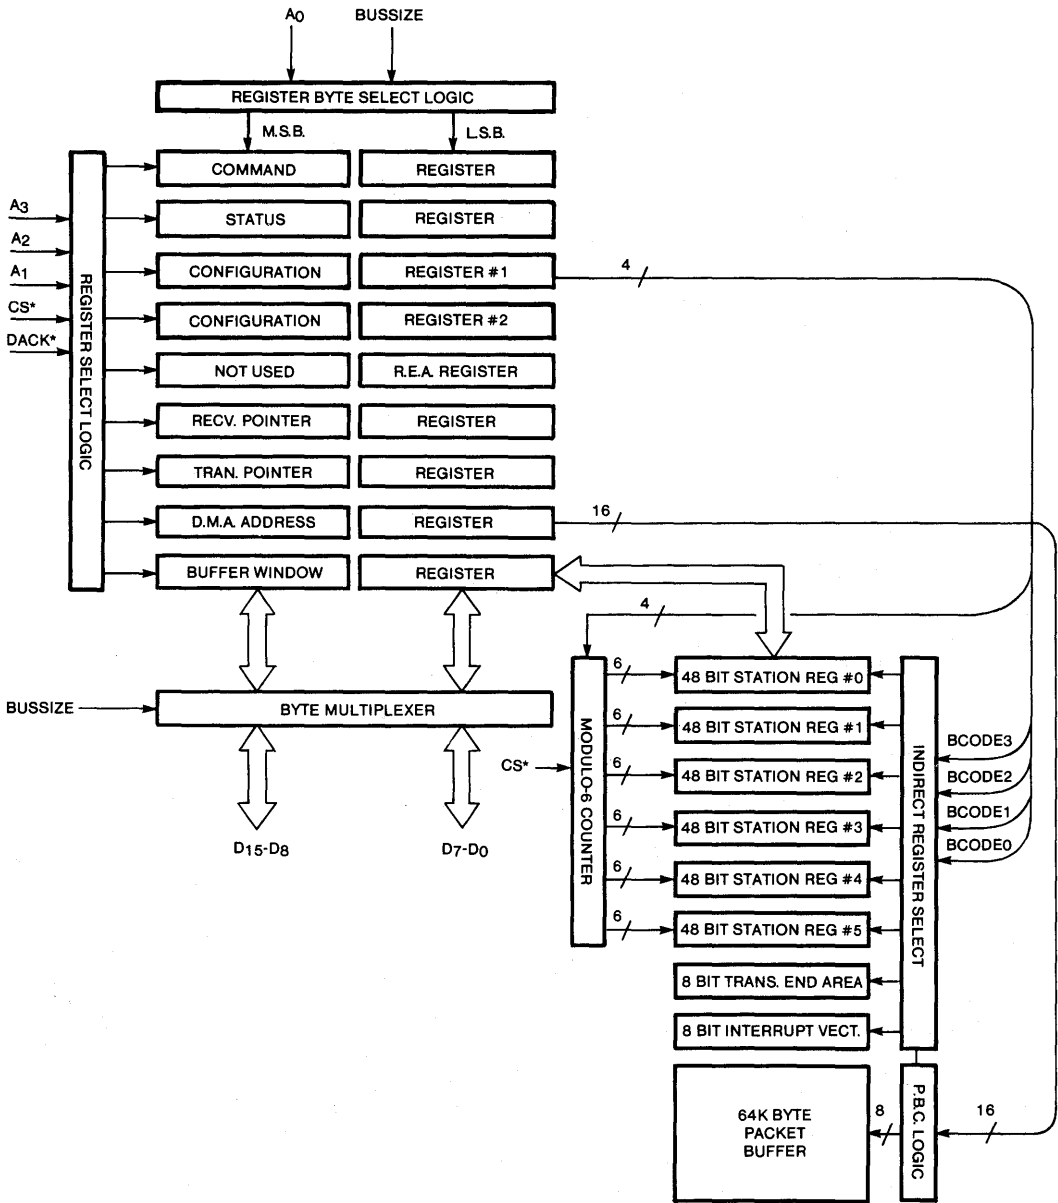 A0 BUSSIZE
REGISTER BYTE SELECT LOGIC
M.S.B. L.S.B.
COMMAND REGISTER
STATUS REGISTER
CONFIGURATION REGISTER #1
CONFIGURATION REGISTER #2
NOT USED R.E.A. REGISTER
RECV. POINTER REGISTER
TRAN. POINTER REGISTER
D.M.A. ADDRESS REGISTER
BUFFER WINDOW REGISTER
A3
A2
A1
CS*
DACK*
REGISTER SELECT LOGIC
4
16
4
BUSSIZE
BYTE MULTIPLEXER
D15-D8 D7-D0
CS*
MODULO-6 COUNTER
6 48 BIT STATION REG #0
6 48 BIT STATION REG #1
6 48 BIT STATION REG #2
6 48 BIT STATION REG #3
6 48 BIT STATION REG #4
6 48 BIT STATION REG #5
8 BIT TRANS. END AREA
8 BIT INTERRUPT VECT.
INDIRECT REGISTER SELECT
BCODE3
BCODE2
BCODE1
BCODE0
64K BYTE
PACKET
BUFFER
8
P.B.C. LOGIC
16